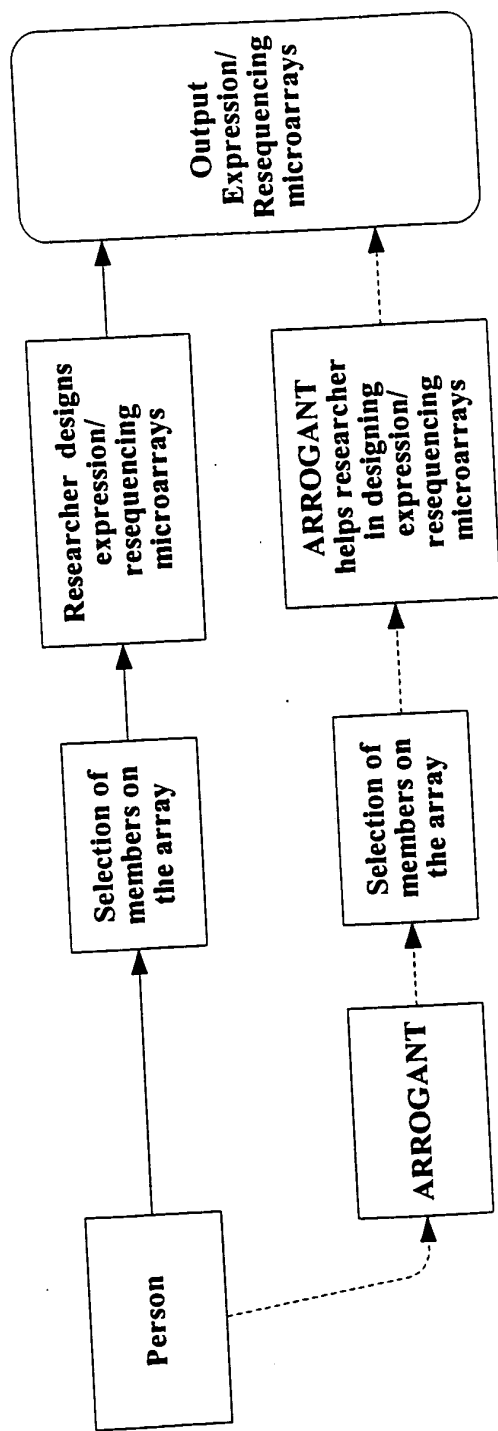 Person
Selection of
members on
the array
Researcher designs
expression/
resequencing
microarrays
Output
Expression/
Resequencing
microarrays
ARROGANT
Selection of
members on
the array
ARROGANT
helps researcher
in designing
expression/
resequencing
microarrays